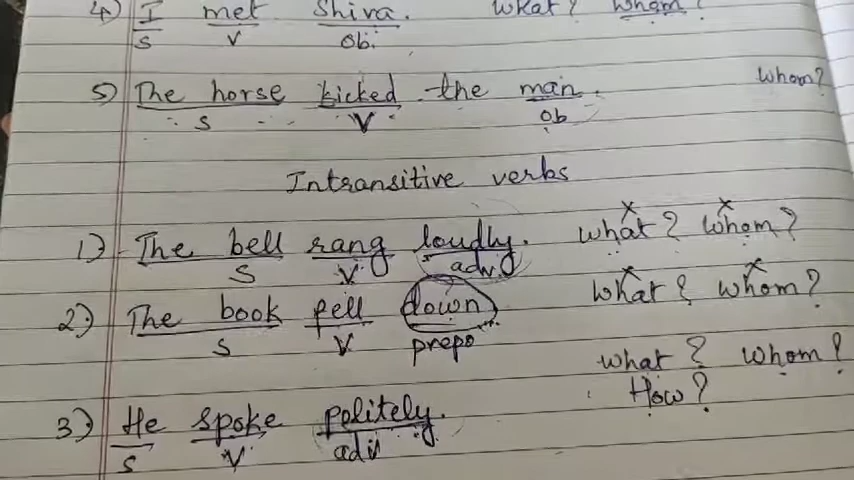 4) I met Shiva. What? Whom?
S V Ob.
5) The horse kicked the man. Whom?
S V Ob
Intransitive verbs
1) The bell rang loudly. What? Whom?
S V adv.
2) The book fell down What? Whom?
S V prepo
What? Whom?
How?
3) He spoke politely.
S V adv